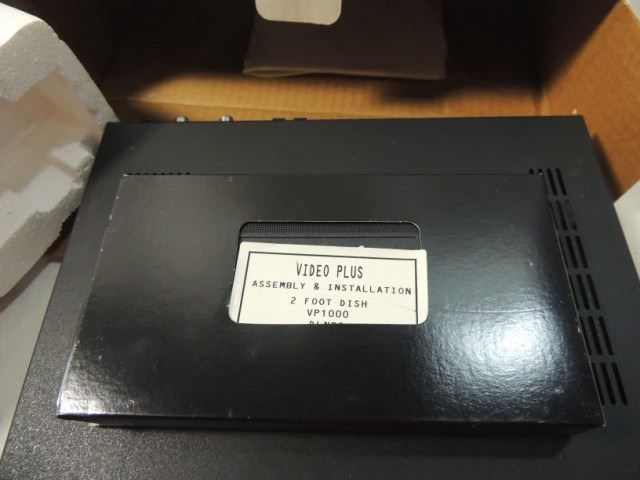 VIDEO PLUS
ASSEMBLY & INSTALLATION
2 FOOT DISH
VP1000